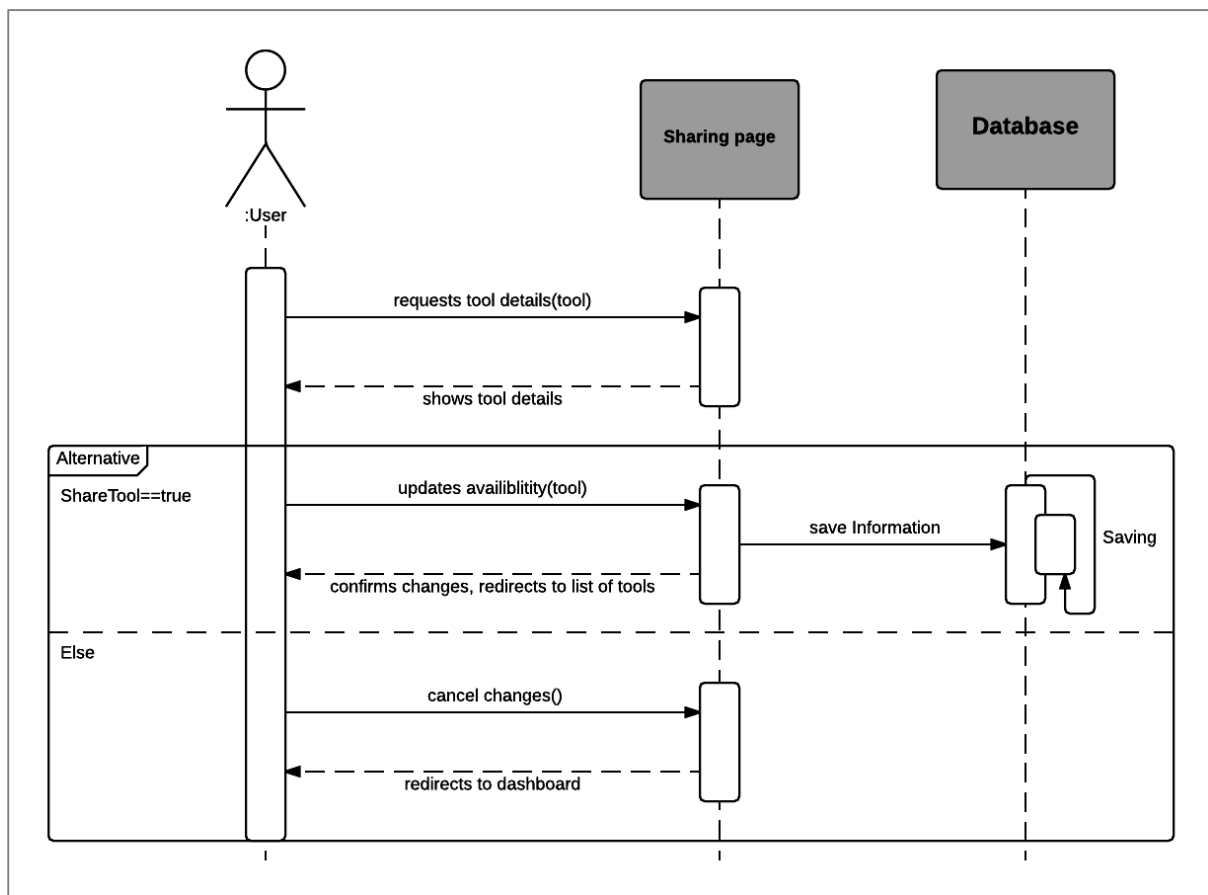 Sharing page
Database
:User
requests tool details(tool)
shows tool details
Alternative
ShareTool==true
updates availiblitity(tool)
save Information
Saving
confirms changes, redirects to list of tools
Else
cancel changes()
redirects to dashboard